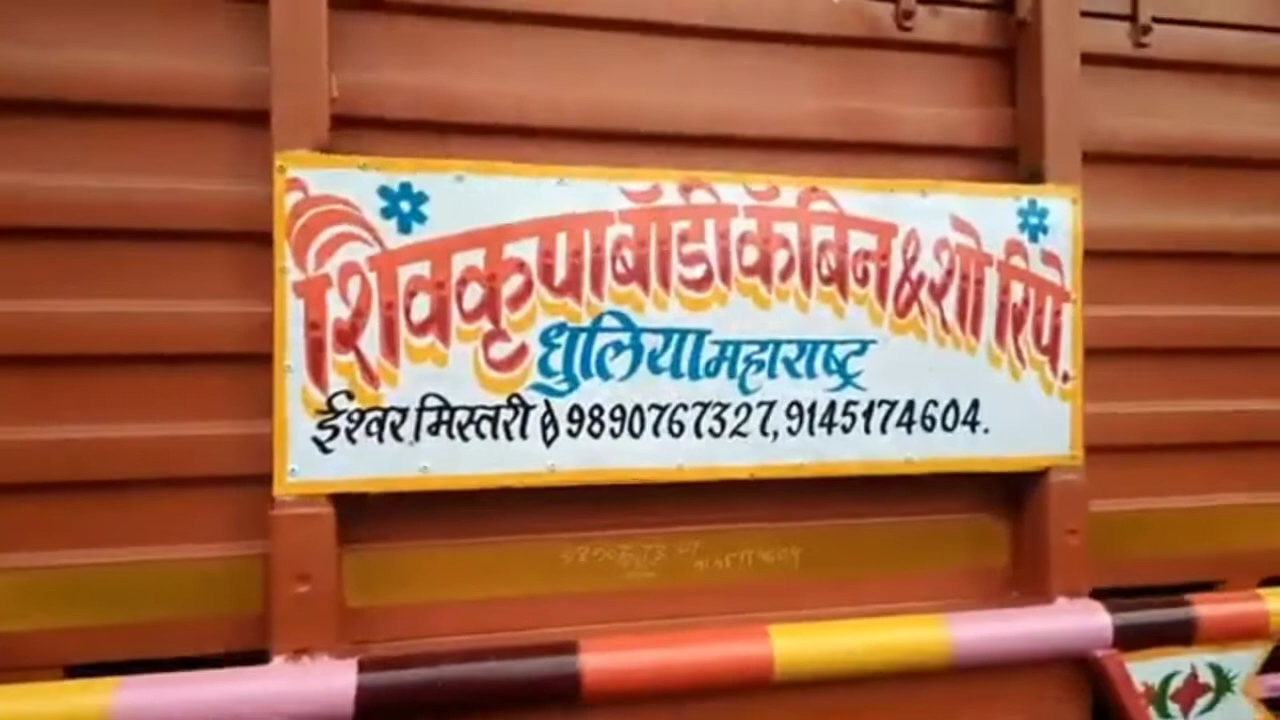 शिवकृपा बॉडी कॅबिन & शो रिपे.
धुलिया महाराष्ट्र
ईश्वर मिस्तरी 9890767327, 9145174604.